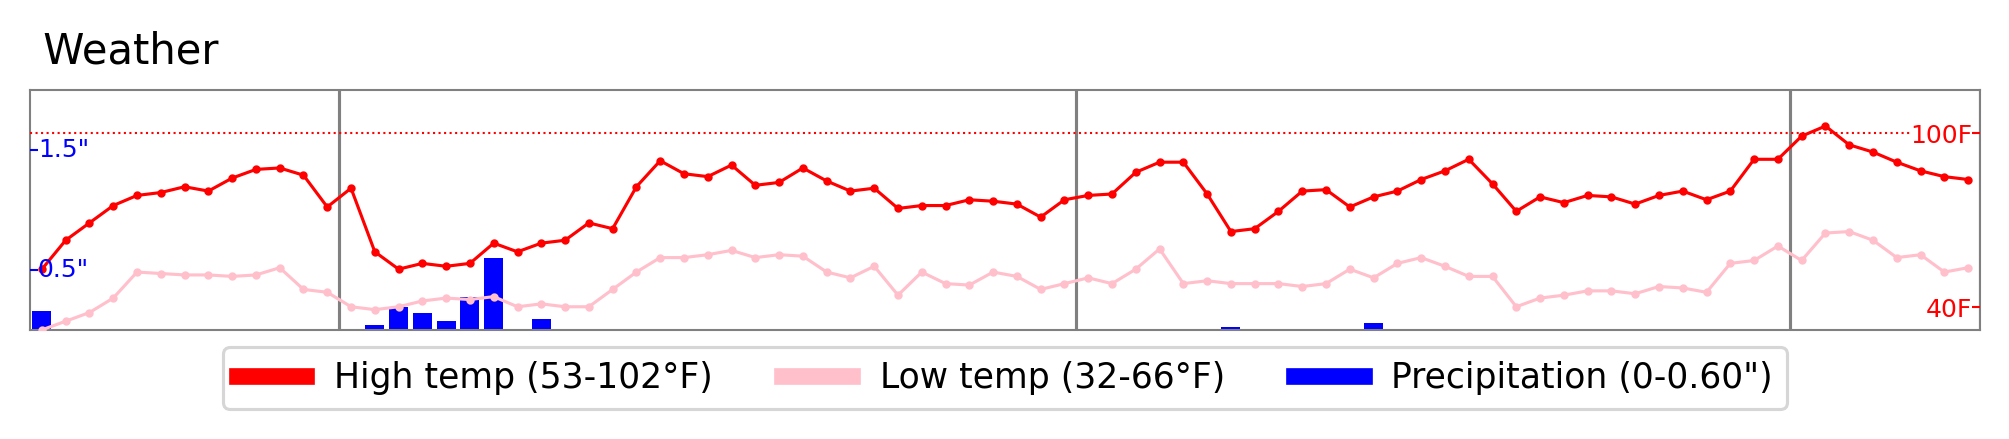 Weather
1.5"
100F
0.5"
40F
High temp (53-102°F) Low temp (32-66°F) Precipitation (0-0.60")